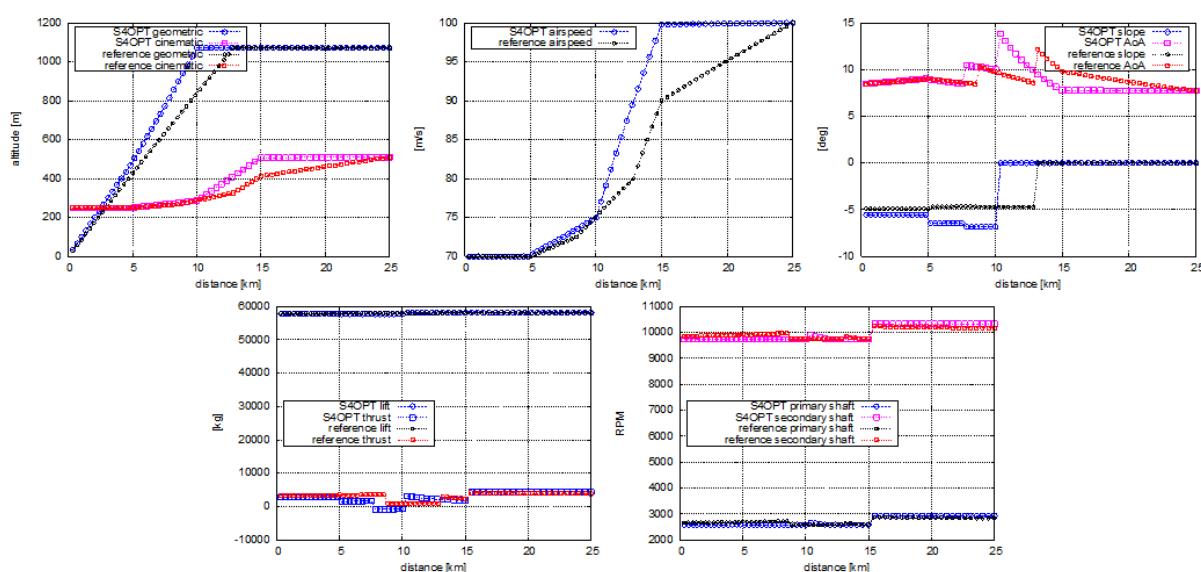 1200
1000
800
600
400
200
0
altitude [m]
S4OPT geometric
S4OPT cinematic
reference geometric
reference cinematic
0 5 10 15 20 25
distance [km]
100
95
90
85
80
75
70
[m/s]
S4OPT airspeed
reference airspeed
0 5 10 15 20 25
distance [km]
15
10
5
0
-5
-10
[deg]
S4OPT slope
S4OPT AoA
reference slope
reference AoA
0 5 10 15 20 25
distance [km]
60000
50000
40000
30000
20000
10000
0
-10000
[kg]
S4OPT lift
S4OPT thrust
reference lift
reference thrust
0 5 10 15 20 25
distance [km]
11000
10000
9000
8000
7000
6000
5000
4000
3000
2000
RPM
S4OPT primary shaft
S4OPT secondary shaft
reference primary shaft
reference secondary shaft
0 5 10 15 20 25
distance [km]